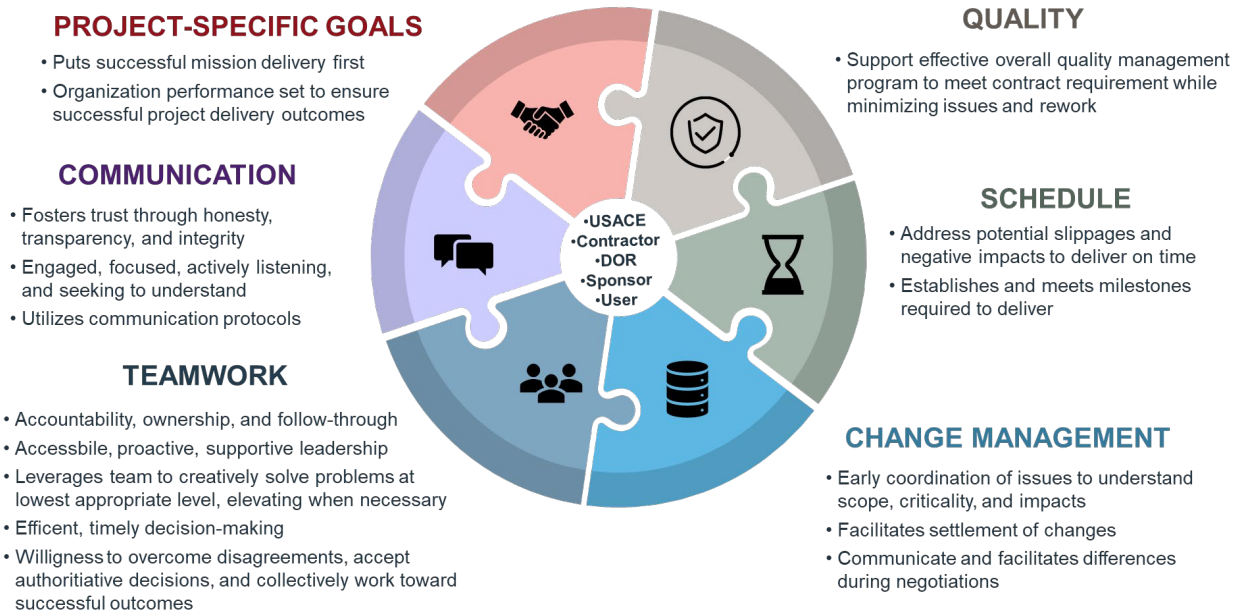 PROJECT-SPECIFIC GOALS
• Puts successful mission delivery first
• Organization performance set to ensure
successful project delivery outcomes
COMMUNICATION
• Fosters trust through honesty,
transparency, and integrity
• Engaged, focused, actively listening,
and seeking to understand
• Utilizes communication protocols
TEAMWORK
• Accountability, ownership, and follow-through
• Accessbile, proactive, supportive leadership
• Leverages team to creatively solve problems at
lowest appropriate level, elevating when necessary
• Efficent, timely decision-making
• Willigness to overcome disagreements, accept
authoritiative decisions, and collectively work toward
successful outcomes
•USACE
•Contractor
•DOR
•Sponsor
•User
QUALITY
• Support effective overall quality management
program to meet contract requirement while
minimizing issues and rework
SCHEDULE
• Address potential slippages and
negative impacts to deliver on time
• Establishes and meets milestones
required to deliver
CHANGE MANAGEMENT
• Early coordination of issues to understand
scope, criticality, and impacts
• Facilitates settlement of changes
• Communicate and facilitates differences
during negotiations